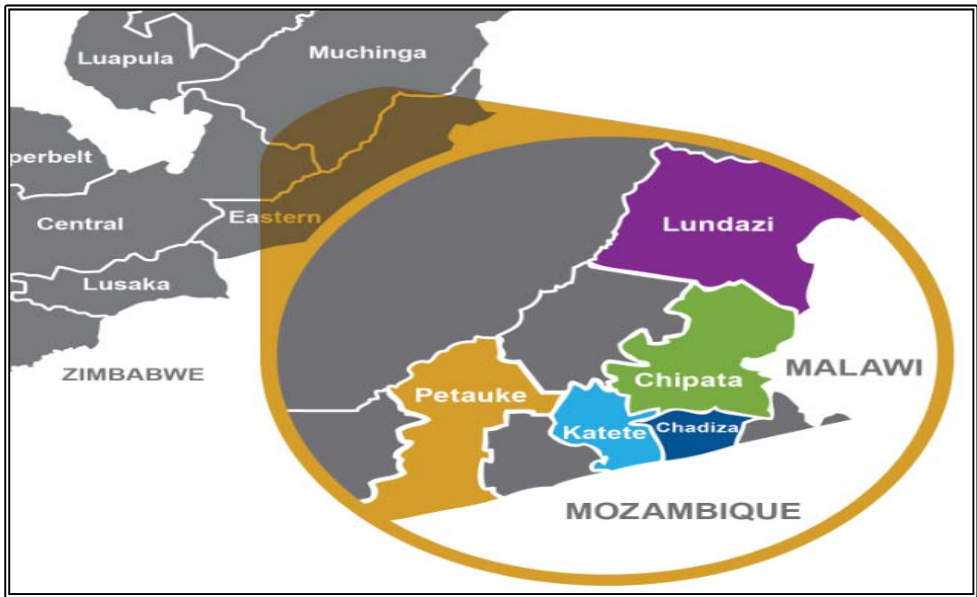 Luapula
Muchinga
perbelt
Central
Eastern
Lusaka
ZIMBABWE
Lundazi
Chipata
MALAWI
Petauke
Katete
Chadiza
MOZAMBIQUE